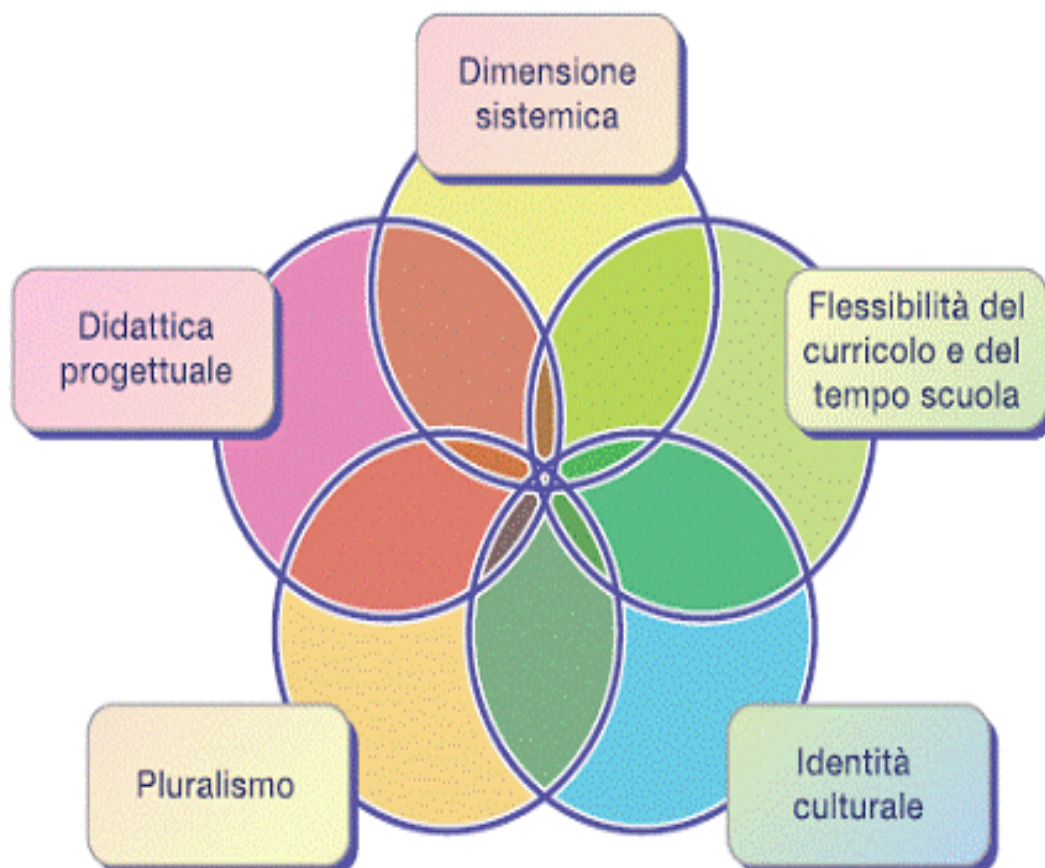 Dimensione
sistemica
Didattica
progettuale
Flessibilità del
curricolo e del
tempo scuola
Pluralismo
Identità
culturale